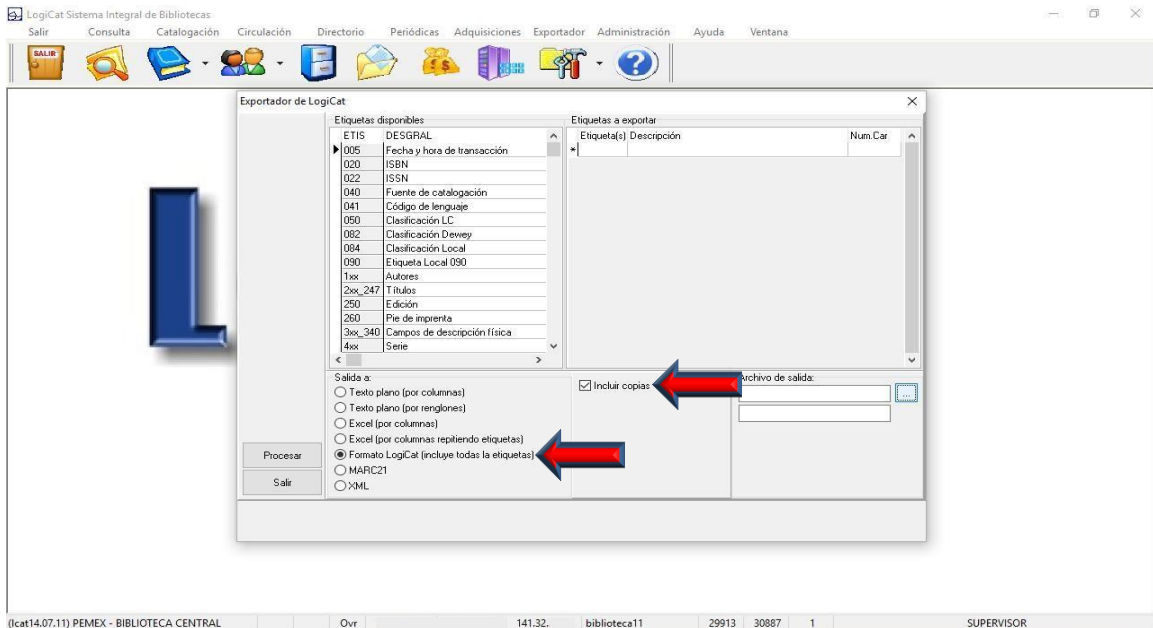 LogiCat Sistema Integral de Bibliotecas
Salir Consulta Catalogación Circulación Directorio Periódicas Adquisiciones Exportador Administración Ayuda Ventana
SALIR
Exportador de LogiCat
Etiquetas disponibles
ETIS DESGRAL
005 Fecha y hora de transacción
020 ISBN
022 ISSN
040 Fuente de catalogación
041 Código de lenguaje
050 Clasificación LC
082 Clasificación Dewey
084 Clasificación Local
090 Etiqueta Local 090
1xx Autores
2xx_247 Títulos
250 Edición
260 Pie de imprenta
3xx_340 Campos de descripción física
4xx Serie
Etiquetas a exportar
Etiqueta(s) Descripción Num.Car
*
Salida a:
Texto plano (por columnas)
Texto plano (por renglones)
Excel (por columnas)
Excel (por columnas repitiendo etiquetas)
Formato LogiCat (incluye todas la etiquetas)
MARC21
XML
Incluir copias
Archivo de salida:
...
Procesar
Salir
L
(lcat14.07.11) PEMEX - BIBLIOTECA CENTRAL Ovr 141.32. biblioteca11 29913 30887 1 SUPERVISOR